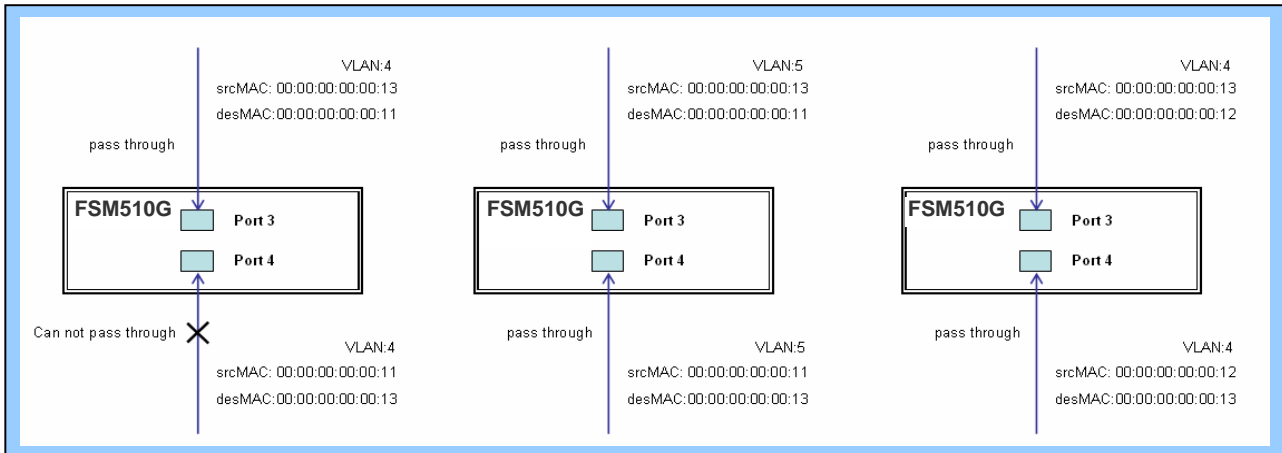 VLAN:4
srcMAC: 00:00:00:00:00:13
desMAC:00:00:00:00:00:11
pass through
FSM510G
Port 3
Port 4
Can not pass through
VLAN:4
srcMAC: 00:00:00:00:00:11
desMAC:00:00:00:00:00:13
VLAN:5
srcMAC: 00:00:00:00:00:13
desMAC:00:00:00:00:00:11
pass through
FSM510G
Port 3
Port 4
pass through
VLAN:5
srcMAC: 00:00:00:00:00:11
desMAC:00:00:00:00:00:13
VLAN:4
srcMAC: 00:00:00:00:00:13
desMAC:00:00:00:00:00:12
pass through
FSM510G
Port 3
Port 4
pass through
VLAN:4
srcMAC: 00:00:00:00:00:12
desMAC:00:00:00:00:00:13